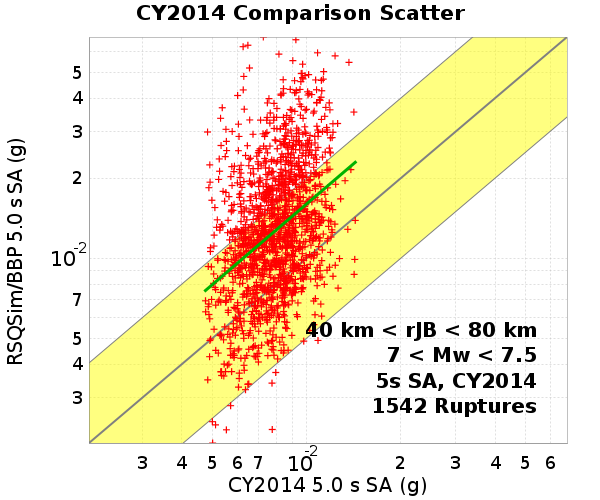 CY2014 Comparison Scatter
RSQSim/BBP 5.0 s SA (g)
5
4
3
2
10^-2
7
5
4
3
40 km < rJB < 80 km
7 < Mw < 7.5
5s SA, CY2014
1542 Ruptures
3 4 5 6 7 10^-2 2 3 4 5 6
CY2014 5.0 s SA (g)